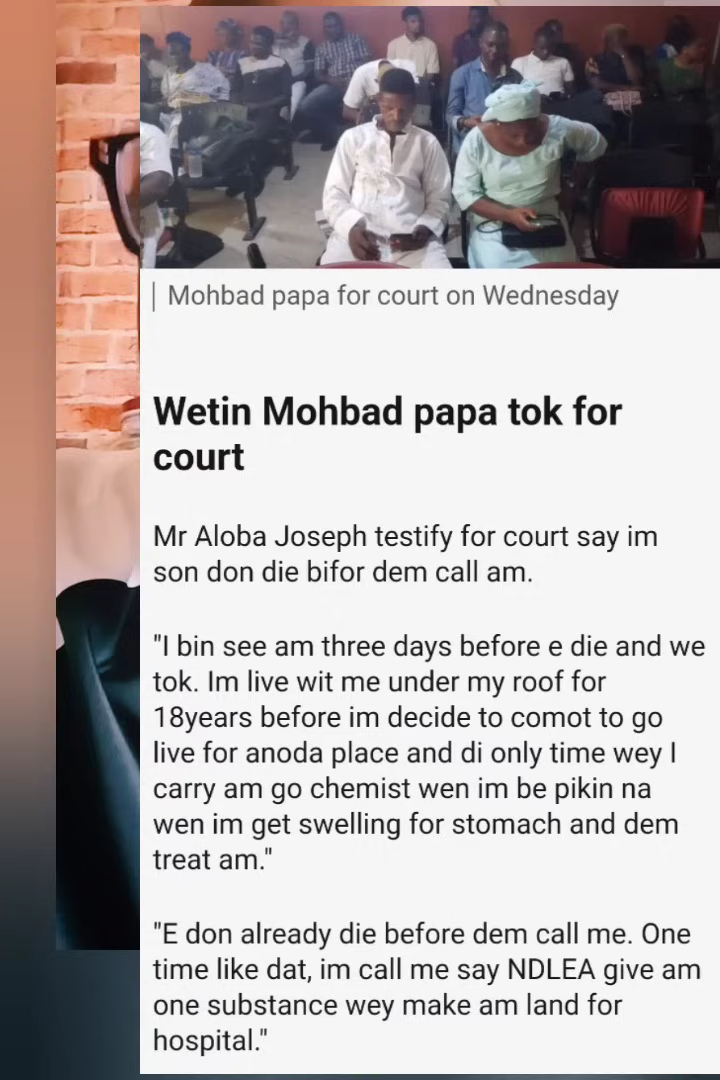 Mohbad papa for court on Wednesday
Wetin Mohbad papa tok for
court
Mr Aloba Joseph testify for court say im
son don die bifor dem call am.
"I bin see am three days before e die and we
tok. Im live wit me under my roof for
18years before im decide to comot to go
live for anoda place and di only time wey I
carry am go chemist wen im be pikin na
wen im get swelling for stomach and dem
treat am."
"E don already die before dem call me. One
time like dat, im call me say NDLEA give am
one substance wey make am land for
hospital."